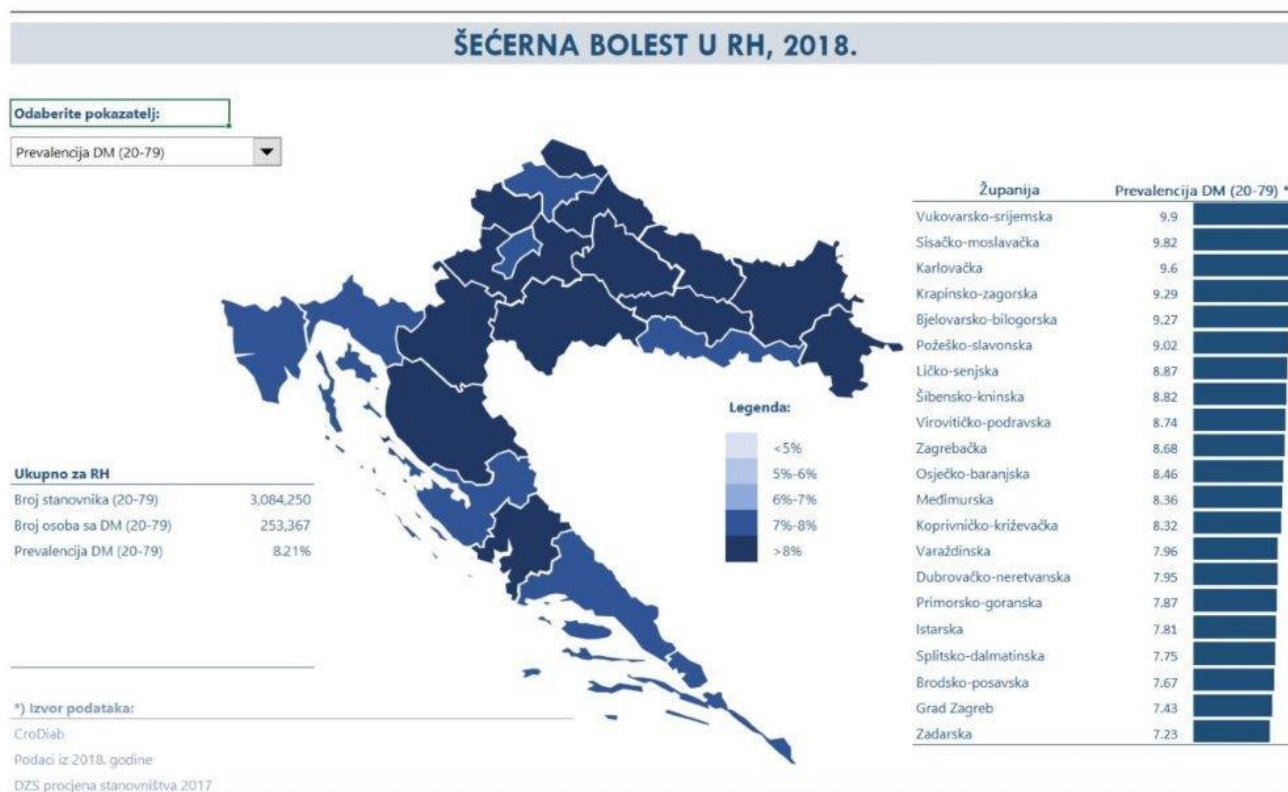 ŠEĆERNA BOLEST U RH, 2018.
Odaberite pokazatelj:
Prevalencija DM (20-79)
Ukupno za RH
Broj stanovnika (20-79) 3,084,250
Broj osoba sa DM (20-79) 253,367
Prevalencija DM (20-79) 8.21%
*) Izvor podataka:
CroDiab
Podaci iz 2018. godine
DZS procjena stanovništva 2017
Legenda:
<5%
5%-6%
6%-7%
7%-8%
>8%
Županija Prevalencija DM (20-79) *
Vukovarsko-srijemska 9.9
Sisačko-moslavačka 9.82
Karlovačka 9.6
Krapinsko-zagorska 9.29
Bjelovarsko-bilogorska 9.27
Požeško-slavonska 9.02
Ličko-senjska 8.87
Šibensko-kninska 8.82
Virovitičko-podravska 8.74
Zagrebačka 8.68
Osječko-baranjska 8.46
Međimurska 8.36
Koprivničko-križevačka 8.32
Varaždinska 7.96
Dubrovačko-neretvanska 7.95
Primorsko-goranska 7.87
Istarska 7.81
Splitsko-dalmatinska 7.75
Brodsko-posavska 7.67
Grad Zagreb 7.43
Zadarska 7.23